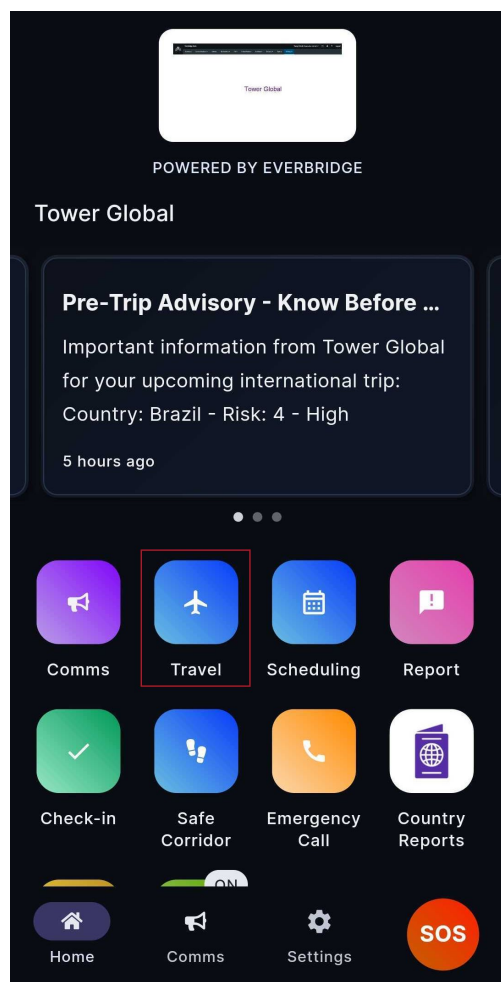 Tower Global
POWERED BY EVERBRIDGE
Tower Global
Pre-Trip Advisory - Know Before ...
Important information from Tower Global
for your upcoming international trip:
Country: Brazil - Risk: 4 - High
5 hours ago
Comms
Travel
Scheduling
Report
Check-in
Safe
Corridor
Emergency
Call
Country
Reports
ON
Home
Comms
Settings
SOS